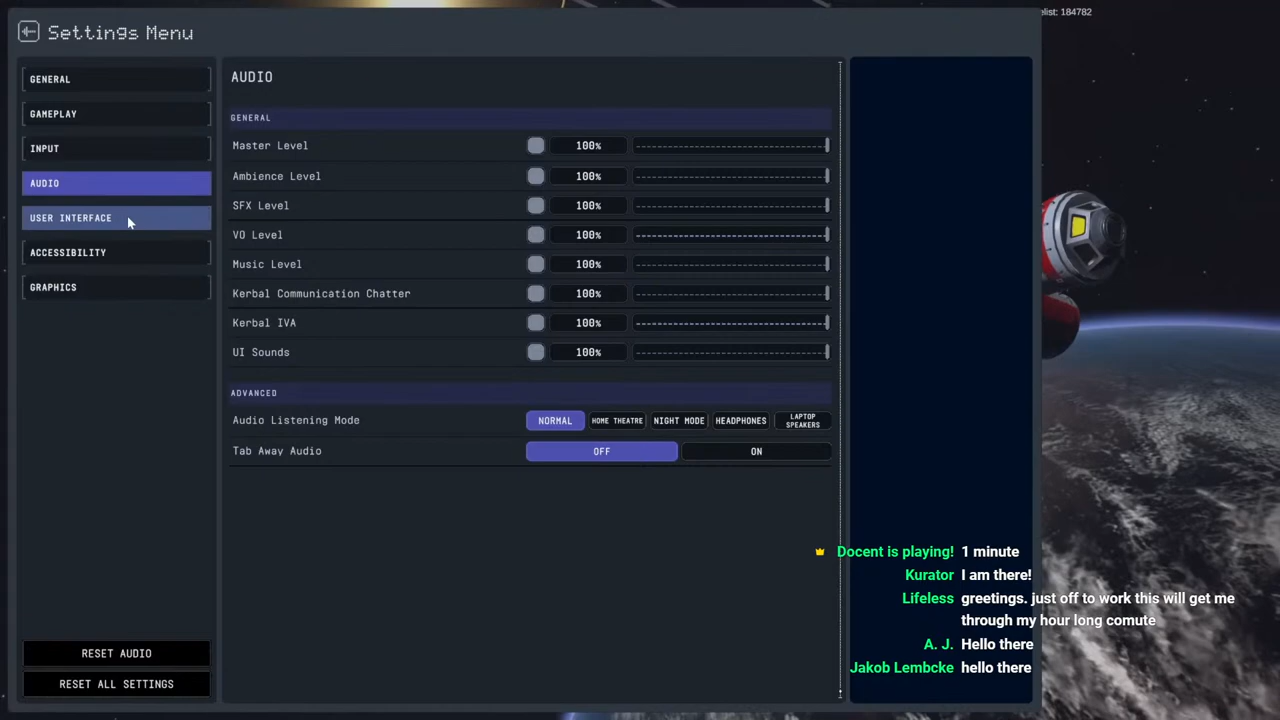 elist: 184782
Settings Menu
GENERAL
GAMEPLAY
INPUT
AUDIO
USER INTERFACE
ACCESSIBILITY
GRAPHICS
RESET AUDIO
RESET ALL SETTINGS
AUDIO
GENERAL
Master Level 100%
Ambience Level 100%
SFX Level 100%
VO Level 100%
Music Level 100%
Kerbal Communication Chatter 100%
Kerbal IVA 100%
UI Sounds 100%
ADVANCED
Audio Listening Mode NORMAL HOME THEATRE NIGHT MODE HEADPHONES LAPTOP SPEAKERS
Tab Away Audio OFF ON
Docent is playing! 1 minute
Kurator I am there!
Lifeless greetings. just off to work this will get me
through my hour long comute
A. J. Hello there
Jakob Lembcke hello there